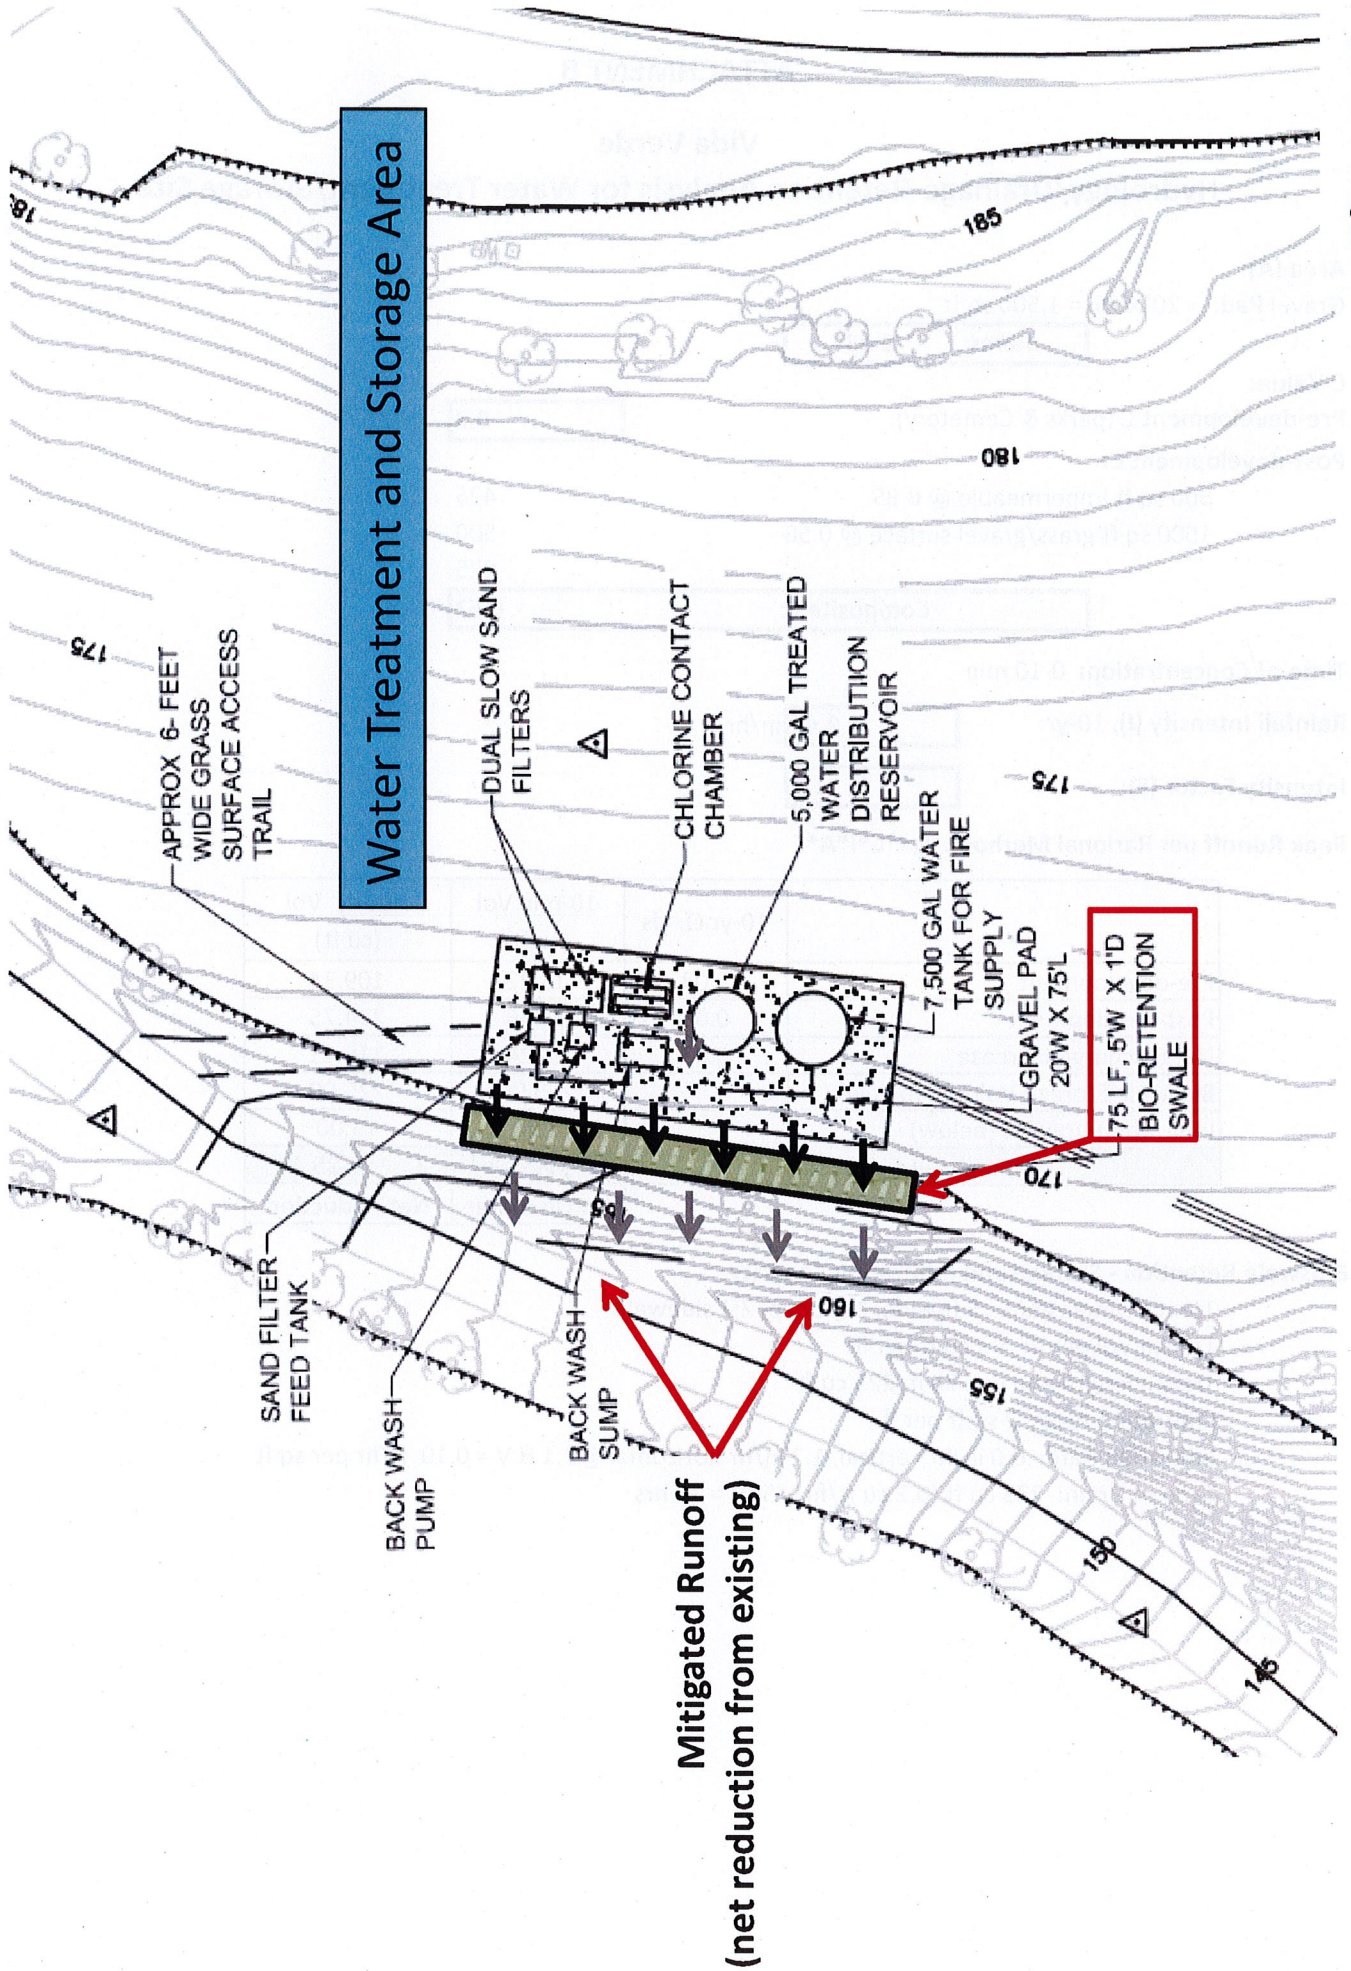 Water Treatment and Storage Area
APPROX 6- FEET
WIDE GRASS
SURFACE ACCESS
TRAIL
DUAL SLOW SAND
FILTERS
CHLORINE CONTACT
CHAMBER
5,000 GAL TREATED
WATER
DISTRIBUTIION
RESERVOIR
7,500 GAL WATER
TANK FOR FIRE
SUPPLY
GRAVEL PAD
20'W X 75'L
75 LF, 5'W X 1'D
BIO-RETENTION
SWALE
SAND FILTER
FEED TANK
BACK WASH
PUMP
BACK WASH
SUMP
Mitigated Runoff
(net reduction from existing)
185
180
175
175
170
160
155
150
145